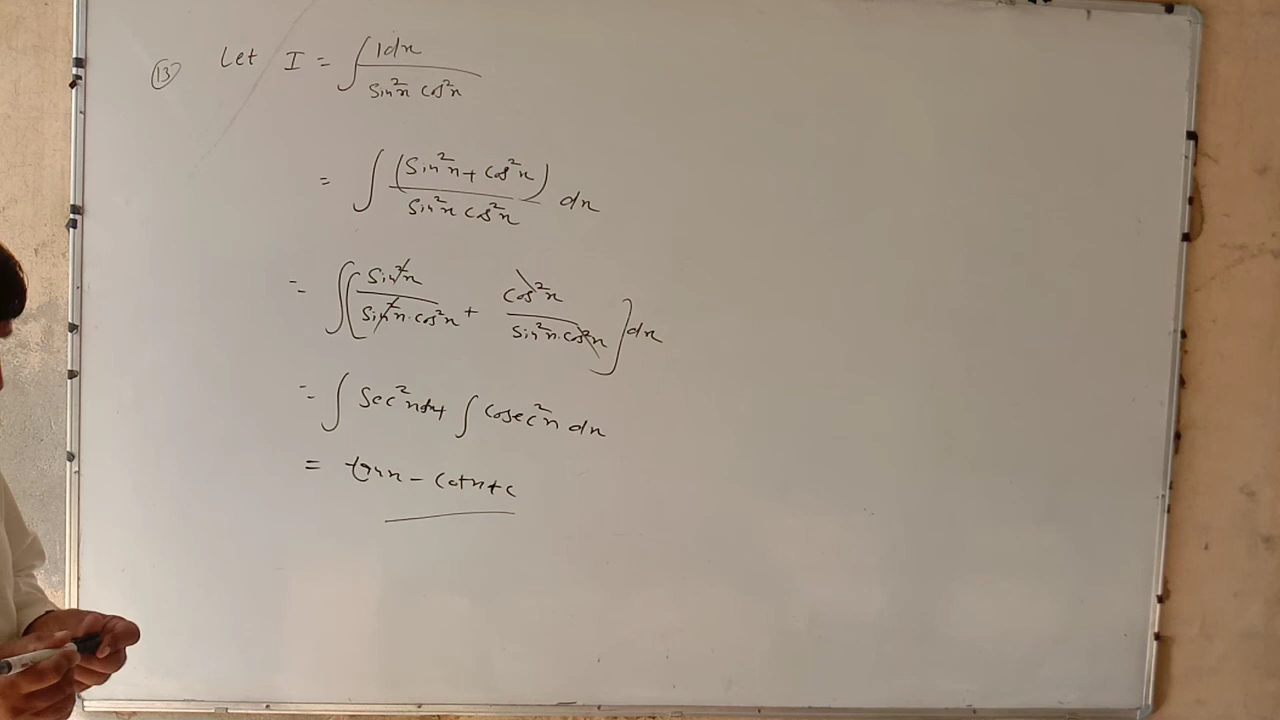 (13) Let I = ∫ 1dx / sin²x cos²x
= ∫ (sin²x + cos²x) / sin²x cos²x dx
= ∫ [ sin²x / sin²x·cos²x + cos²x / sin²x·cos²x ] dx
= ∫ sec²x dx + ∫ cosec²x dx
= tanx - cotx + c